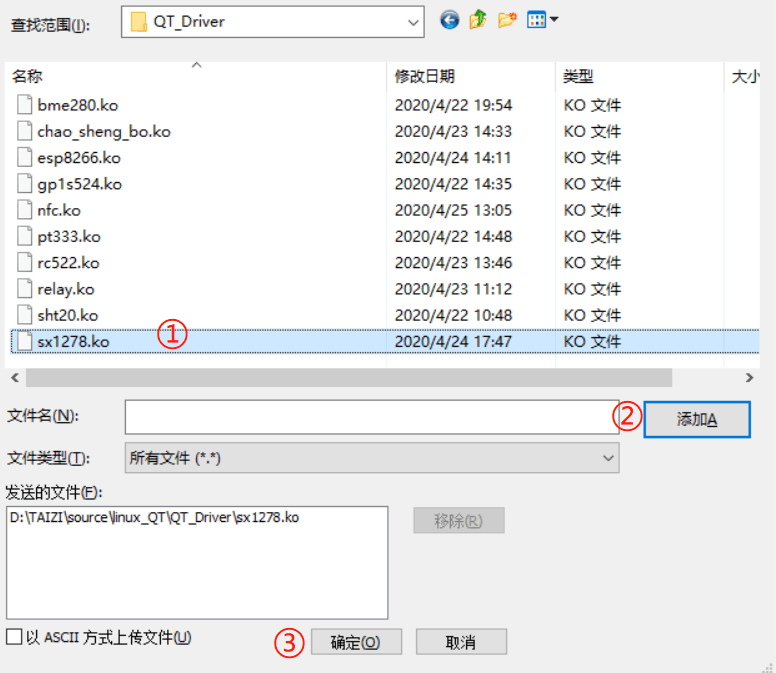 查找范围(I): QT_Driver
名称 修改日期 类型 大小
bme280.ko 2020/4/22 19:54 KO 文件
chao_sheng_bo.ko 2020/4/23 14:33 KO 文件
esp8266.ko 2020/4/24 14:11 KO 文件
gp1s524.ko 2020/4/22 14:35 KO 文件
nfc.ko 2020/4/25 13:05 KO 文件
pt333.ko 2020/4/22 14:48 KO 文件
rc522.ko 2020/4/23 13:46 KO 文件
relay.ko 2020/4/23 11:12 KO 文件
sht20.ko 2020/4/22 10:48 KO 文件
sx1278.ko ① 2020/4/24 17:47 KO 文件
文件名(N): ② 添加A
文件类型(T): 所有文件 (*.*)
发送的文件(F):
D:\TAIZI\source\linux_QT\QT_Driver\sx1278.ko 移除(R)
以 ASCII 方式上传文件(U) ③ 确定(O) 取消